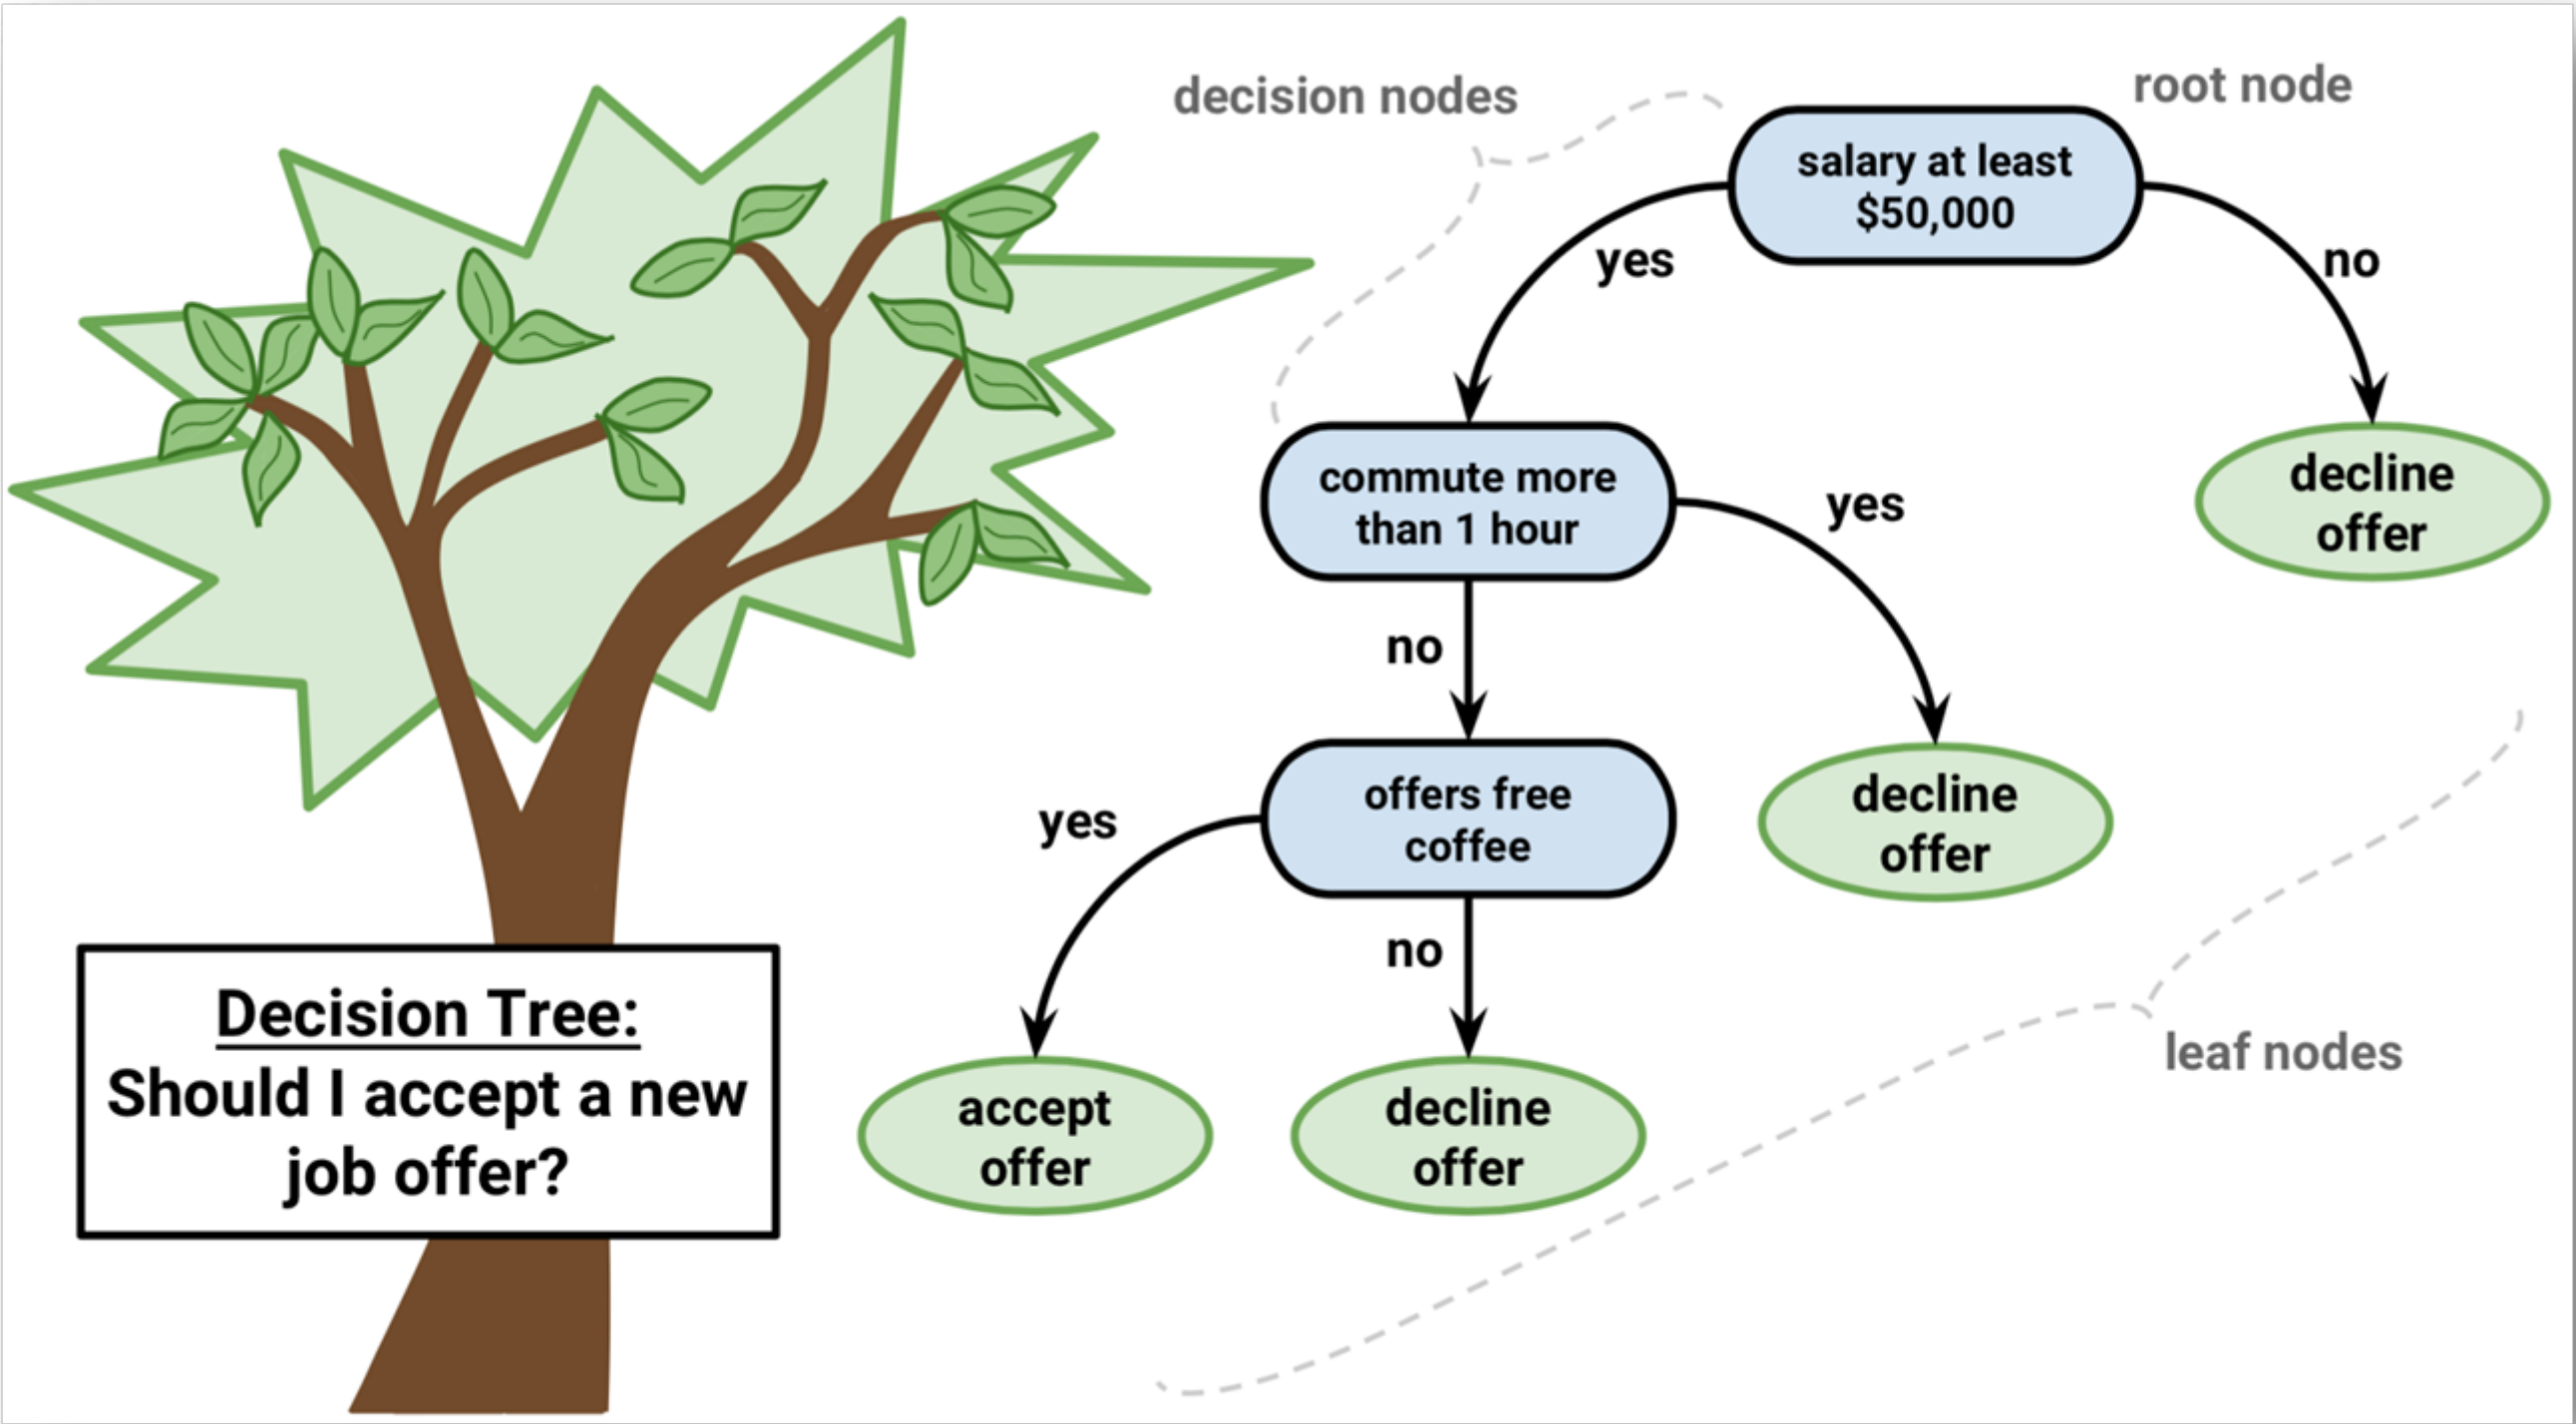 decision nodes
root node
salary at least
$50,000
yes
no
commute more
than 1 hour
yes
decline
offer
no
offers free
coffee
yes
decline
offer
no
accept
offer
decline
offer
leaf nodes
Decision Tree:
Should I accept a new
job offer?